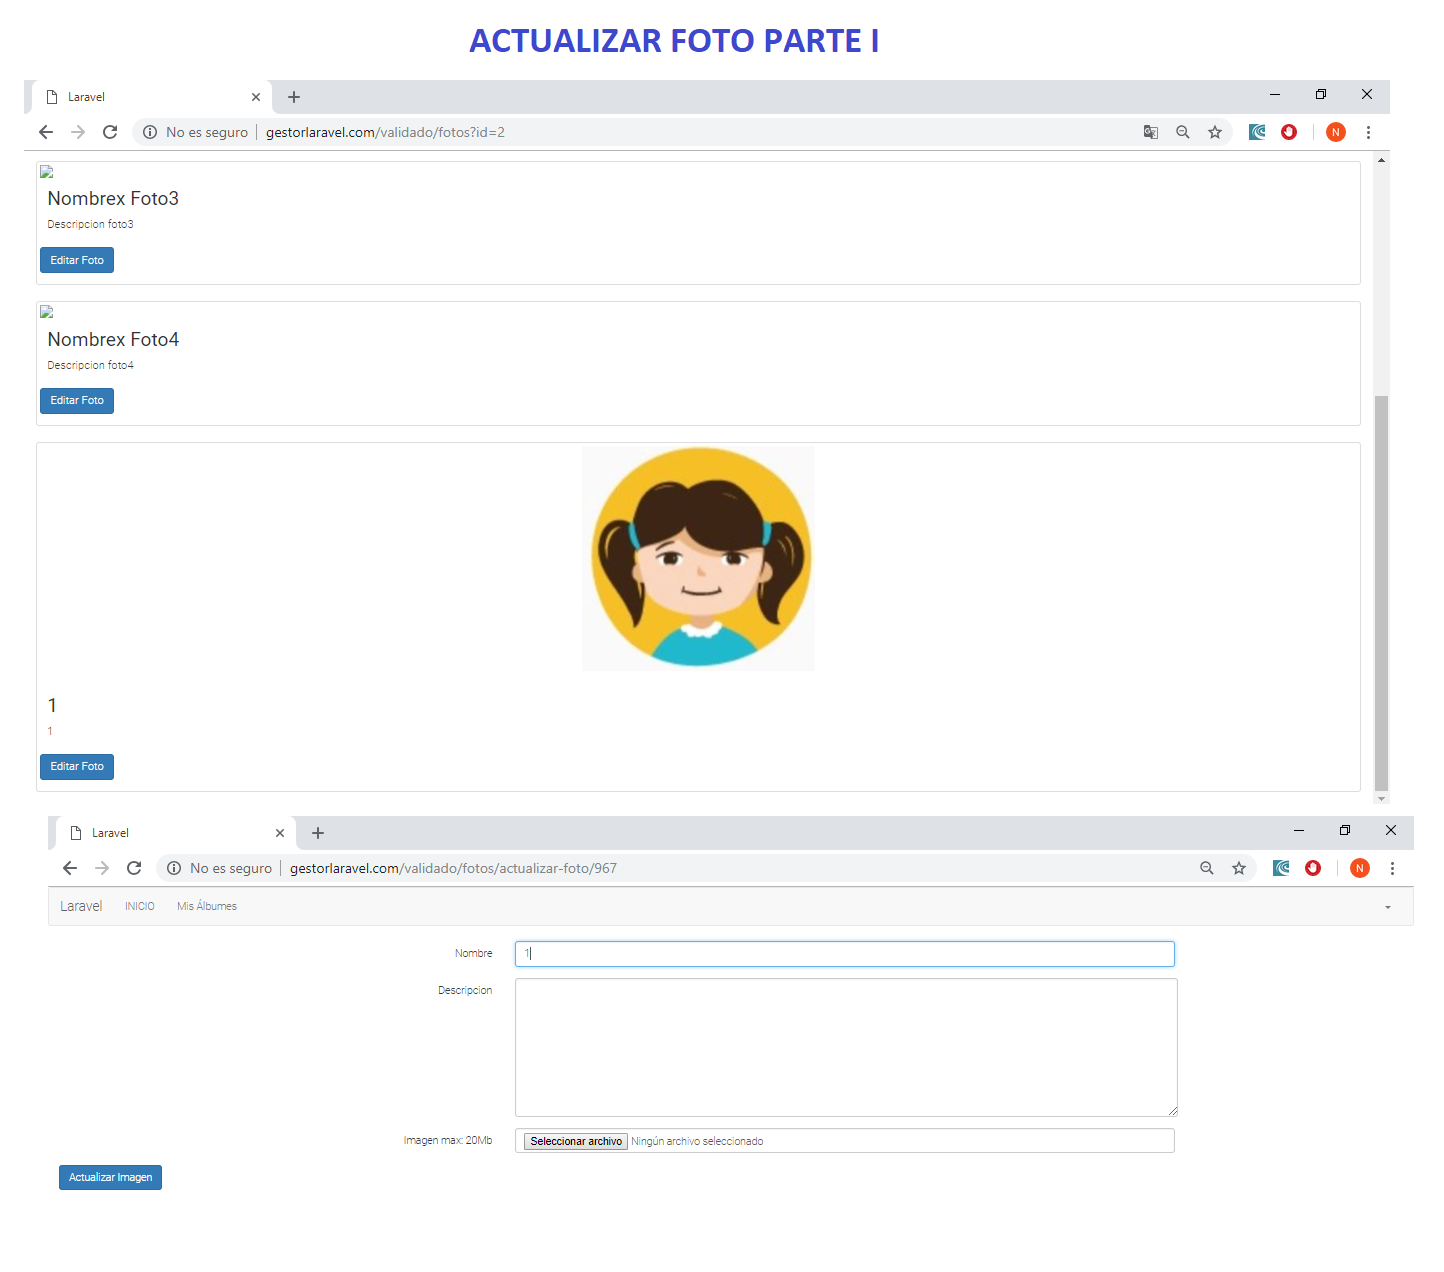 ACTUALIZAR FOTO PARTE I
Laravel
No es seguro gestorlaravel.com/validado/fotos?id=2
N
Nombrex Foto3
Descripcion foto3
Editar Foto
Nombrex Foto4
Descripcion foto4
Editar Foto
1
1
Editar Foto
Laravel
No es seguro gestorlaravel.com/validado/fotos/actualizar-foto/967
N
Laravel INICIO Mis Álbumes
Nombre 1
Descripcion
Imagen max: 20Mb Seleccionar archivo Ningún archivo seleccionado
Actualizar Imagen